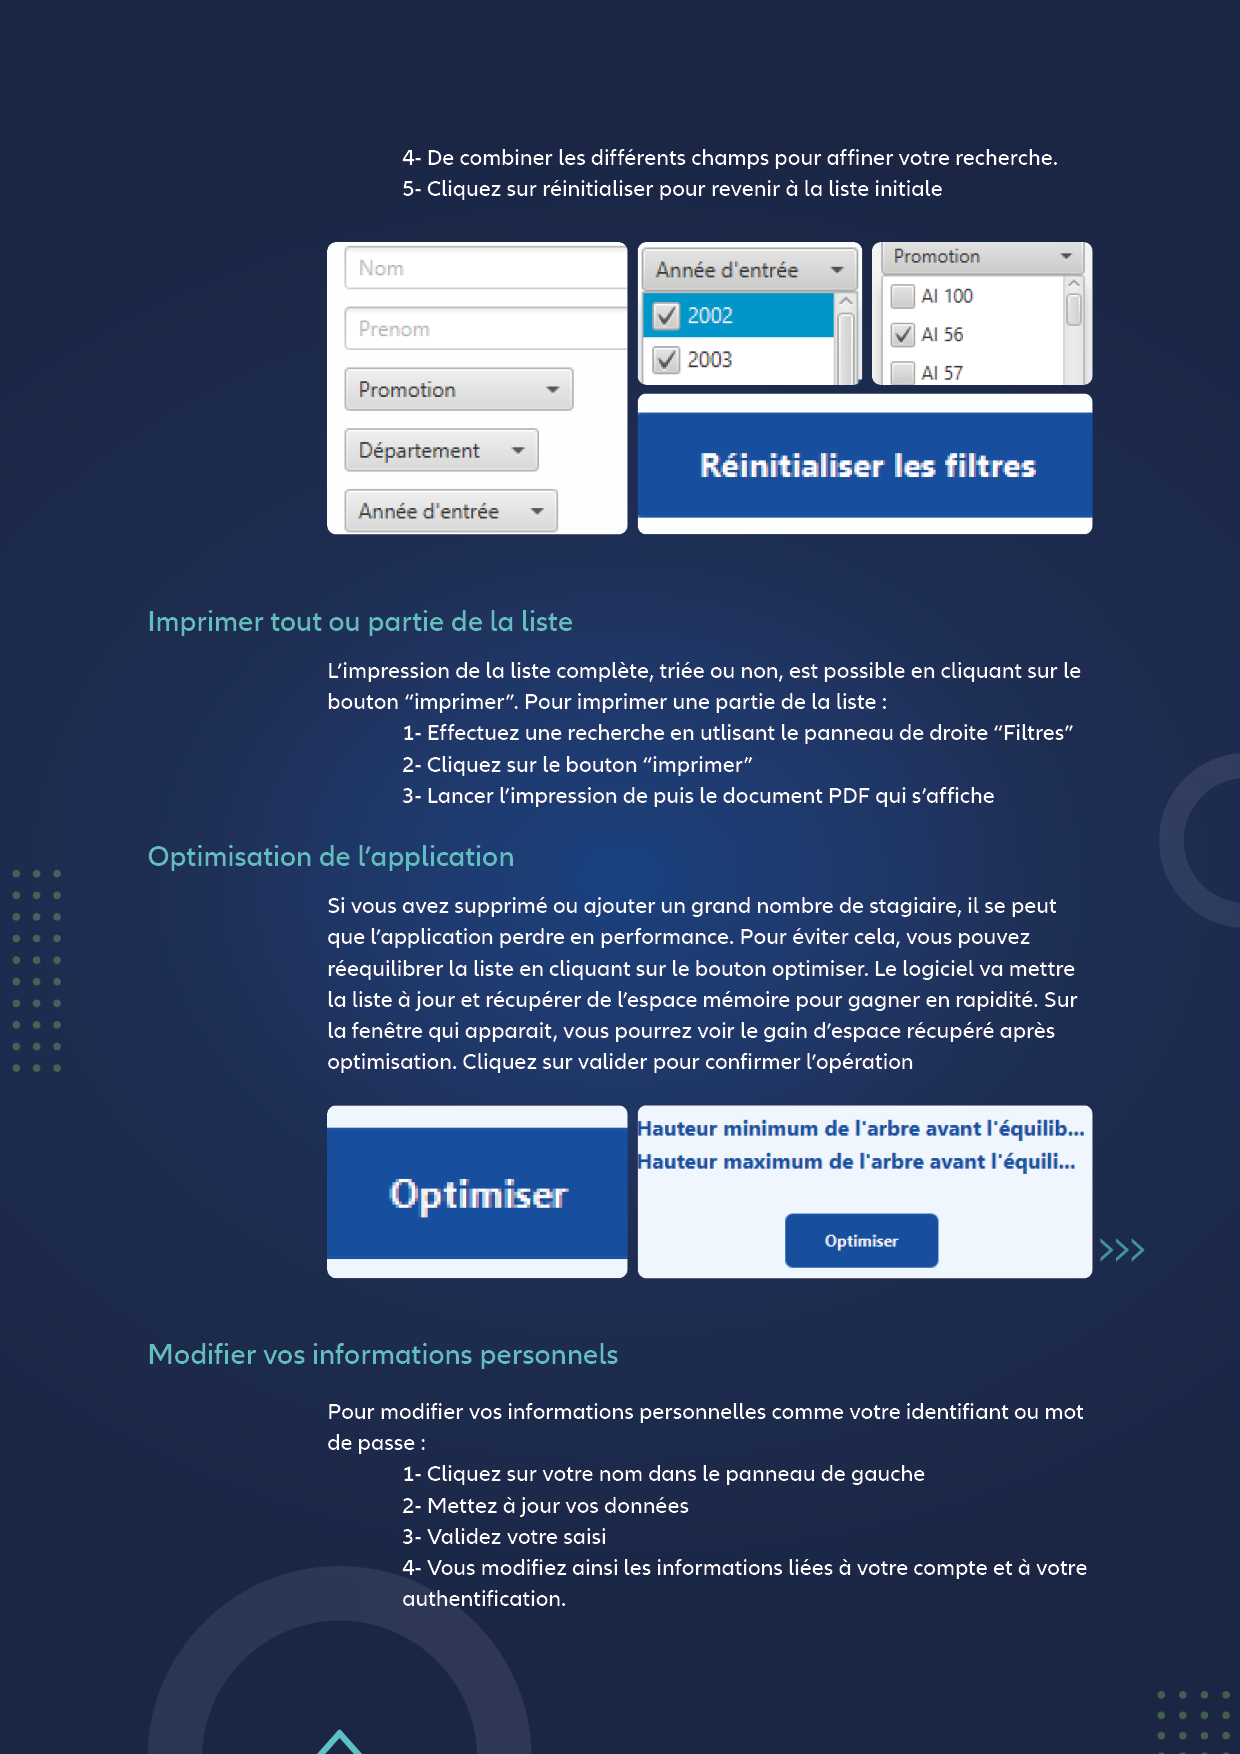 4- De combiner les différents champs pour affiner votre recherche.
5- Cliquez sur réinitialiser pour revenir à la liste initiale
Nom
Prenom
Promotion
Département
Année d'entrée
Année d'entrée
2002
2003
Promotion
AI 100
AI 56
AI 57
Réinitialiser les filtres
Imprimer tout ou partie de la liste
L'impression de la liste complète, triée ou non, est possible en cliquant sur le
bouton "imprimer". Pour imprimer une partie de la liste :
1- Effectuez une recherche en utlisant le panneau de droite "Filtres"
2- Cliquez sur le bouton "imprimer"
3- Lancer l'impression de puis le document PDF qui s'affiche
Optimisation de l'application
Si vous avez supprimé ou ajouter un grand nombre de stagiaire, il se peut
que l'application perdre en performance. Pour éviter cela, vous pouvez
réequilibrer la liste en cliquant sur le bouton optimiser. Le logiciel va mettre
la liste à jour et récupérer de l'espace mémoire pour gagner en rapidité. Sur
la fenêtre qui apparait, vous pourrez voir le gain d'espace récupéré après
optimisation. Cliquez sur valider pour confirmer l'opération
Optimiser
Hauteur minimum de l'arbre avant l'équilib...
Hauteur maximum de l'arbre avant l'équili...
Optimiser
Modifier vos informations personnels
Pour modifier vos informations personnelles comme votre identifiant ou mot
de passe :
1- Cliquez sur votre nom dans le panneau de gauche
2- Mettez à jour vos données
3- Validez votre saisi
4- Vous modifiez ainsi les informations liées à votre compte et à votre
authentification.